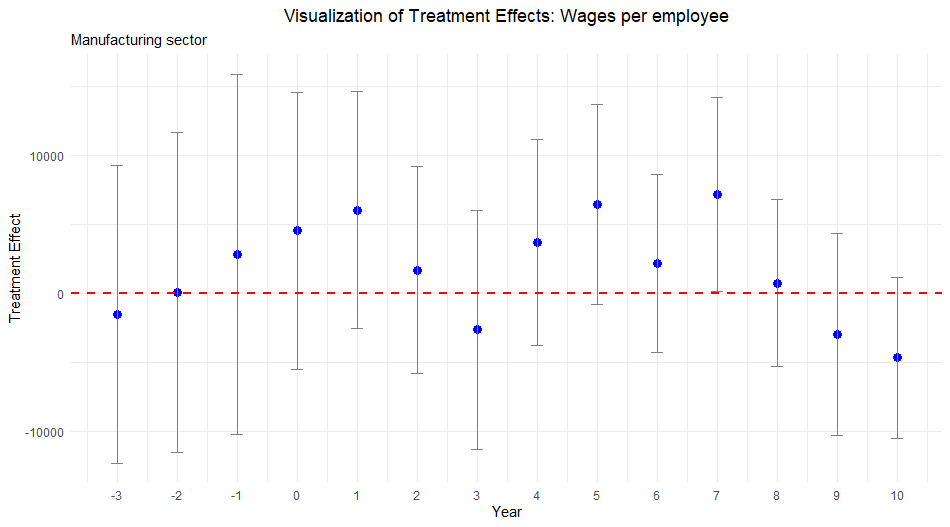 Visualization of Treatment Effects: Wages per employee
Manufacturing sector
Treatment Effect
10000
0
-10000
-3 -2 -1 0 1 2 3 4 5 6 7 8 9 10
Year